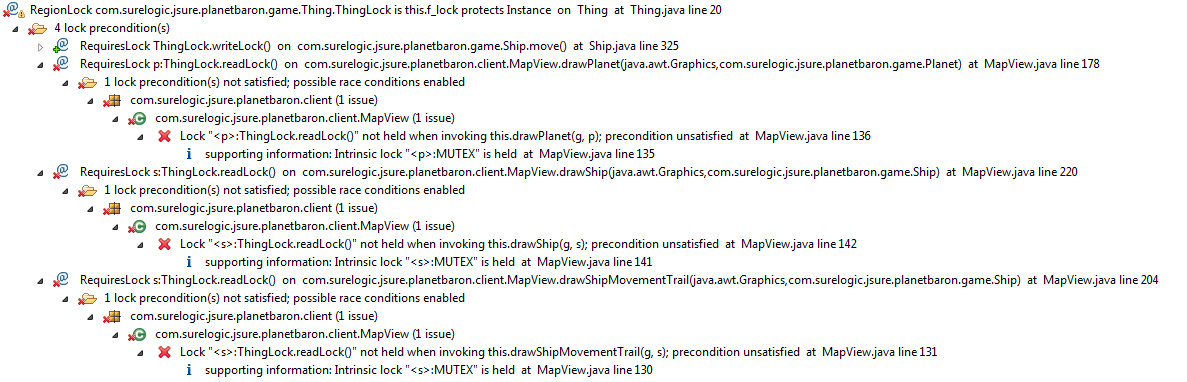 RegionLock com.surelogic.jsure.planetbaron.game.Thing.ThingLock is this.f_lock protects Instance on Thing at Thing.java line 20
4 lock precondition(s)
RequiresLock ThingLock.writeLock() on com.surelogic.jsure.planetbaron.game.Ship.move() at Ship.java line 325
RequiresLock p:ThingLock.readLock() on com.surelogic.jsure.planetbaron.client.MapView.drawPlanet(java.awt.Graphics,com.surelogic.jsure.planetbaron.game.Planet) at MapView.java line 178
1 lock precondition(s) not satisfied; possible race conditions enabled
com.surelogic.jsure.planetbaron.client (1 issue)
com.surelogic.jsure.planetbaron.client.MapView (1 issue)
Lock "<p>:ThingLock.readLock()" not held when invoking this.drawPlanet(g, p); precondition unsatisfied at MapView.java line 136
supporting information: Intrinsic lock "<p>:MUTEX" is held at MapView.java line 135
RequiresLock s:ThingLock.readLock() on com.surelogic.jsure.planetbaron.client.MapView.drawShip(java.awt.Graphics,com.surelogic.jsure.planetbaron.game.Ship) at MapView.java line 220
1 lock precondition(s) not satisfied; possible race conditions enabled
com.surelogic.jsure.planetbaron.client (1 issue)
com.surelogic.jsure.planetbaron.client.MapView (1 issue)
Lock "<s>:ThingLock.readLock()" not held when invoking this.drawShip(g, s); precondition unsatisfied at MapView.java line 142
supporting information: Intrinsic lock "<s>:MUTEX" is held at MapView.java line 141
RequiresLock s:ThingLock.readLock() on com.surelogic.jsure.planetbaron.client.MapView.drawShipMovementTrail(java.awt.Graphics,com.surelogic.jsure.planetbaron.game.Ship) at MapView.java line 204
1 lock precondition(s) not satisfied; possible race conditions enabled
com.surelogic.jsure.planetbaron.client (1 issue)
com.surelogic.jsure.planetbaron.client.MapView (1 issue)
Lock "<s>:ThingLock.readLock()" not held when invoking this.drawShipMovementTrail(g, s); precondition unsatisfied at MapView.java line 131
supporting information: Intrinsic lock "<s>:MUTEX" is held at MapView.java line 130